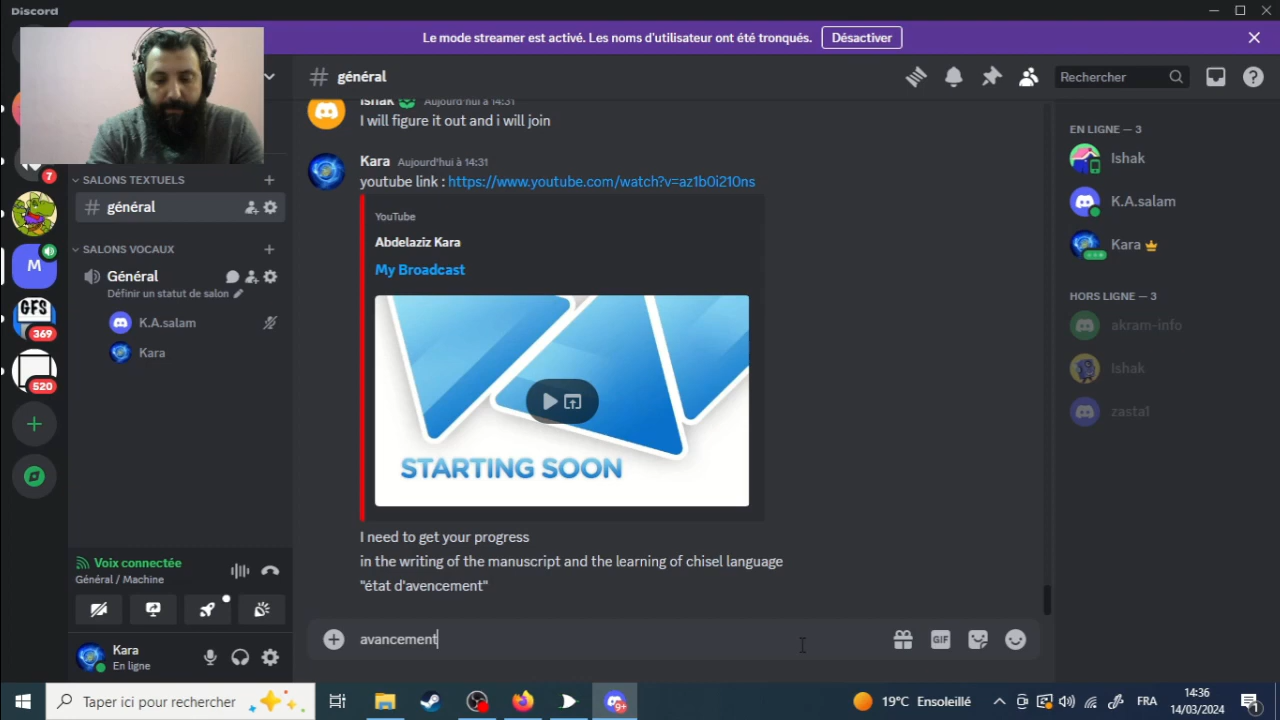 Discord
Le mode streamer est activé. Les noms d'utilisateur ont été tronqués.
Désactiver
général
Rechercher
SALONS TEXTUELS
général
SALONS VOCAUX
Général
Définir un statut de salon
K.A.salam
Kara
7
M
GFS
369
520
Ishak Aujourd'hui à 14:31
I will figure it out and i will join
Kara Aujourd'hui à 14:31
youtube link : https://www.youtube.com/watch?v=az1b0i210ns
YouTube
Abdelaziz Kara
My Broadcast
STARTING SOON
I need to get your progress
in the writing of the manuscript and the learning of chisel language
"état d'avencement"
avancement
GIF
EN LIGNE — 3
Ishak
K.A.salam
Kara
HORS LIGNE — 3
akram-info
Ishak
zasta1
Voix connectée
Général / Machine
Kara
En ligne
Taper ici pour rechercher
9+
19°C Ensoleillé
FRA
14:36
14/03/2024
1